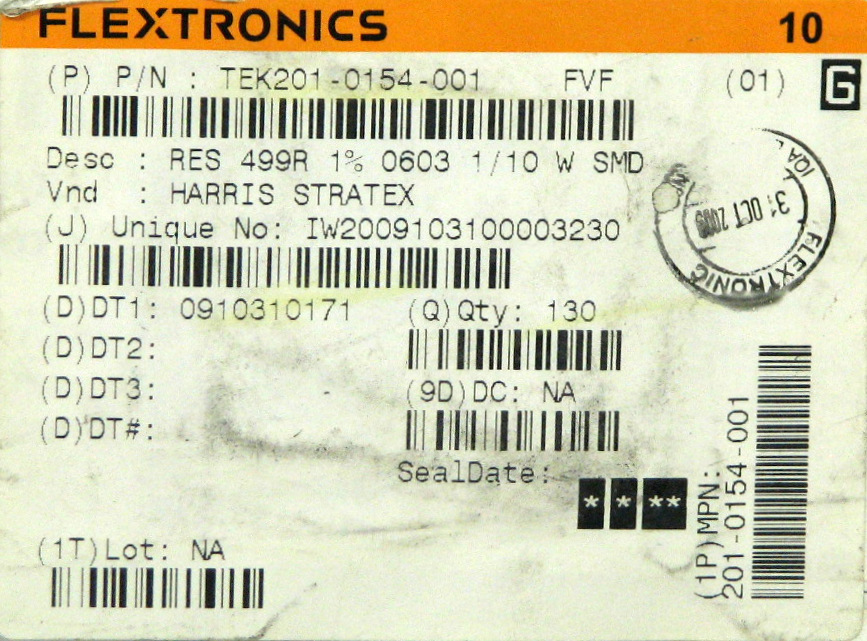 FLEXTRONICS 10
(P) P/N : TEK201-0154-001 FVF (01) G
Desc : RES 499R 1% 0603 1/10 W SMD
Vnd : HARRIS STRATEX
(J) Unique No: IW2009103100003230
IQA
31 OCT 2009
FLEXTRONIC
(D)DT1: 0910310171 (Q)Qty: 130
(D)DT2:
(D)DT3: (9D)DC: NA
(D)DT#:
SealDate:
* * **
(1P)MPN:
201-0154-001
(1T)Lot: NA